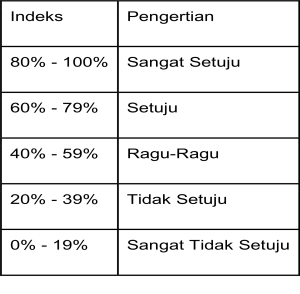 Indeks Pengertian
80% - 100% Sangat Setuju
60% - 79% Setuju
40% - 59% Ragu-Ragu
20% - 39% Tidak Setuju
0% - 19% Sangat Tidak Setuju